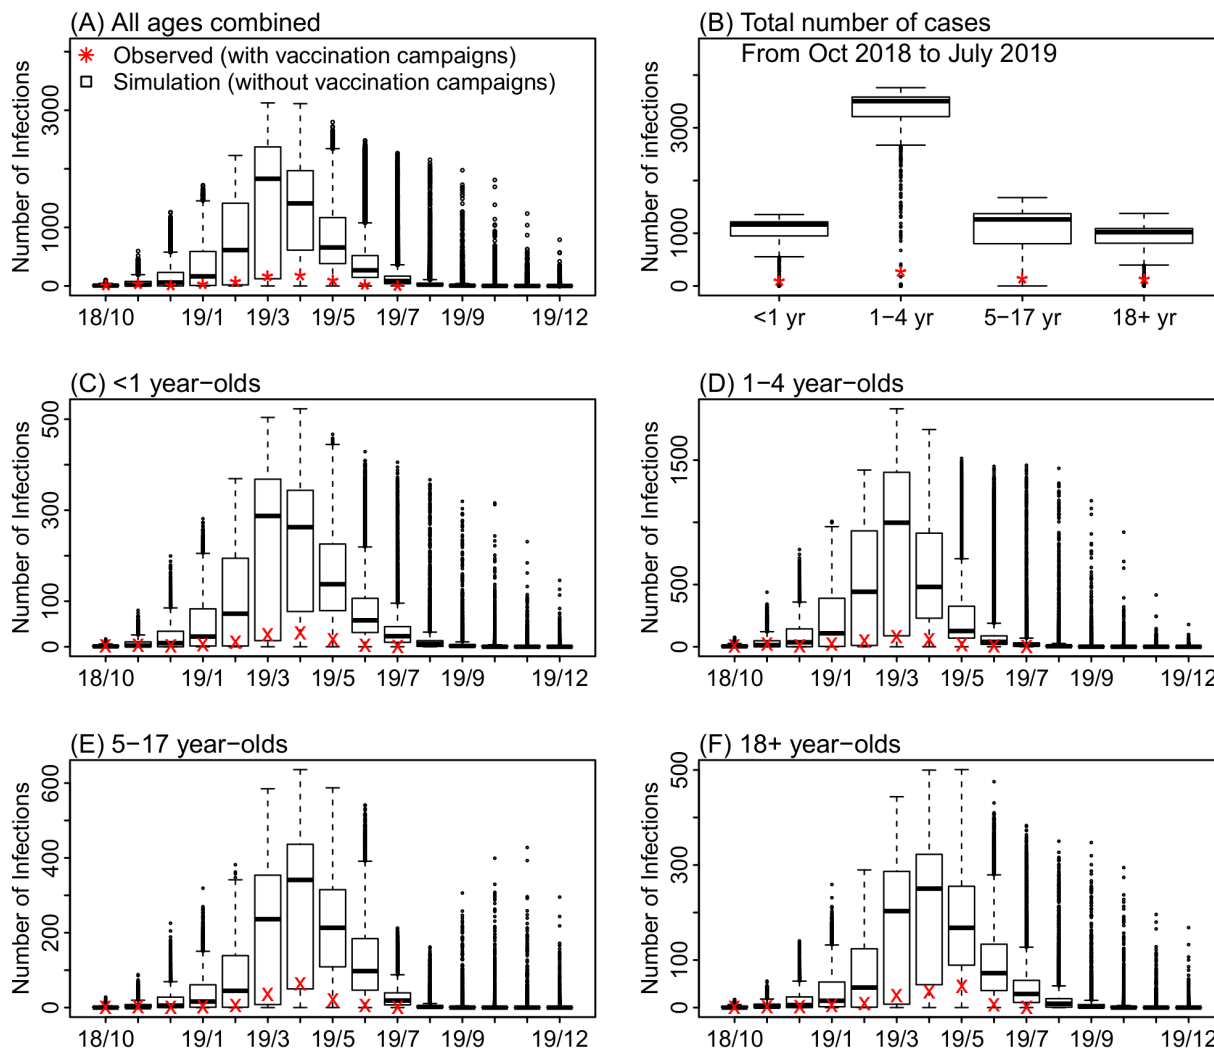 (A) All ages combined
Observed (with vaccination campaigns)
Simulation (without vaccination campaigns)
Number of Infections
0
1000
3000
18/10
19/1
19/3
19/5
19/7
19/9
19/12
(B) Total number of cases
From Oct 2018 to July 2019
Number of infections
0
1000
3000
<1 yr
1−4 yr
5−17 yr
18+ yr
(C) <1 year−olds
Number of Infections
0
100
300
500
18/10
19/1
19/3
19/5
19/7
19/9
19/12
(D) 1−4 year−olds
Number of Infections
0
500
1500
18/10
19/1
19/3
19/5
19/7
19/9
19/12
(E) 5−17 year−olds
Number of Infections
0
200
400
600
18/10
19/1
19/3
19/5
19/7
19/9
19/12
(F) 18+ year−olds
Number of Infections
0
100
300
500
18/10
19/1
19/3
19/5
19/7
19/9
19/12